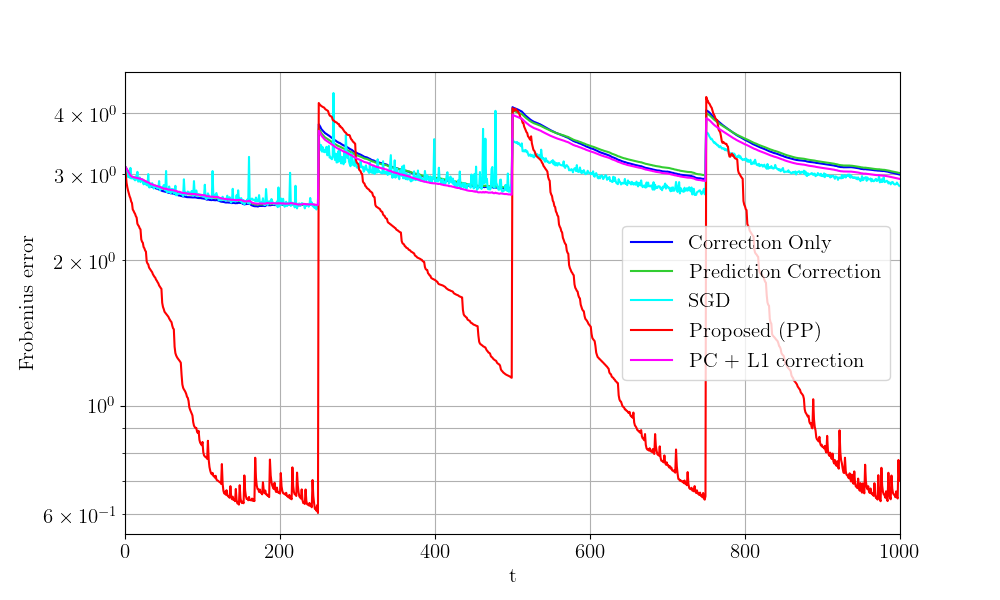 4 × 10⁰
3 × 10⁰
2 × 10⁰
10⁰
6 × 10⁻¹
Frobenius error
Correction Only
Prediction Correction
SGD
Proposed (PP)
PC + L1 correction
0 200 400 600 800 1000
t